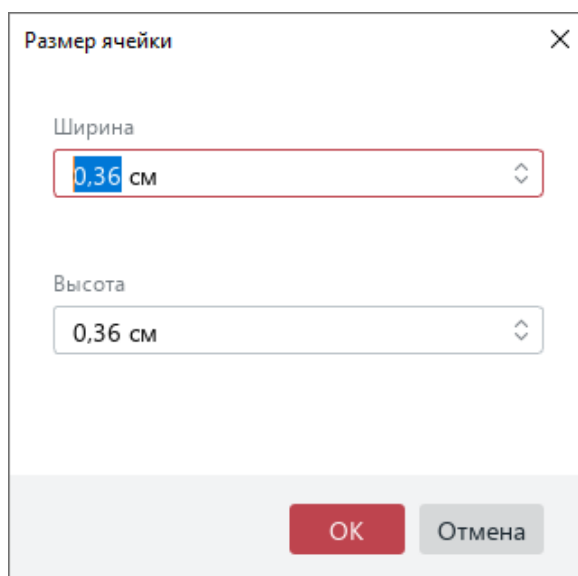 Размер ячейки
Ширина
0,36 см
Высота
0,36 см
ОК Отмена